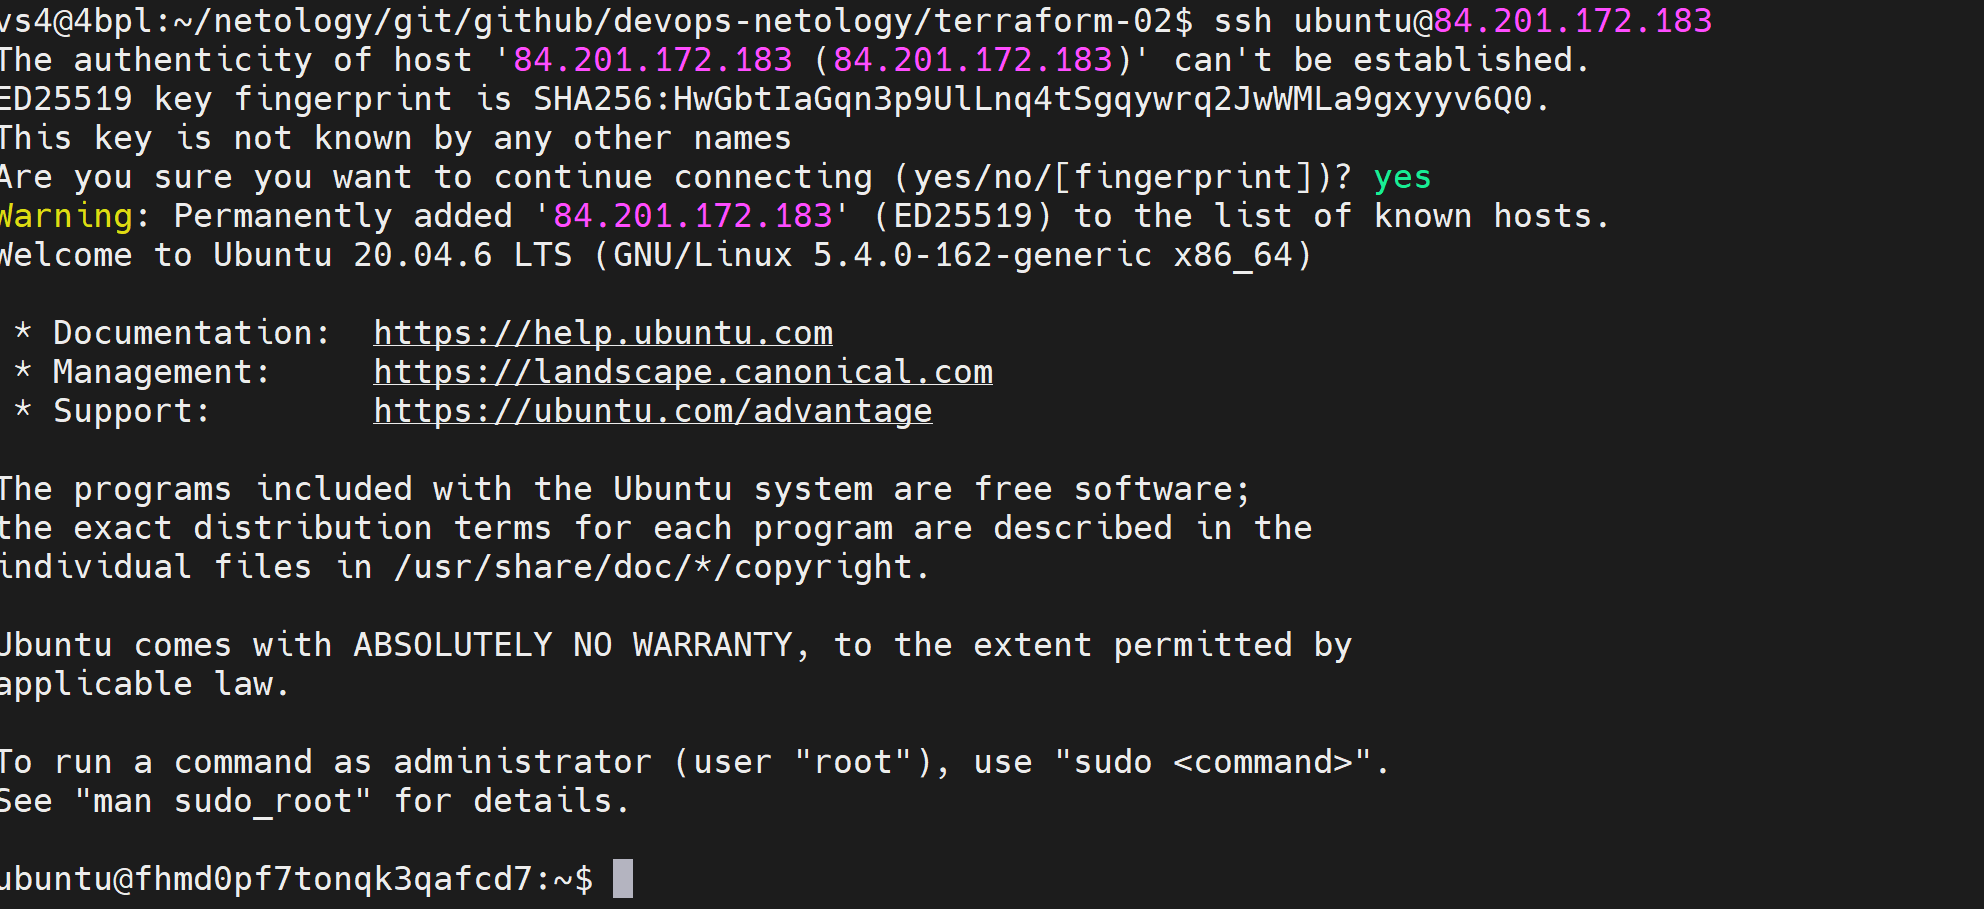 vs4@4bpl:~/netology/git/github/devops-netology/terraform-02$ ssh ubuntu@84.201.172.183
The authenticity of host '84.201.172.183 (84.201.172.183)' can't be established.
ED25519 key fingerprint is SHA256:HwGbtIaGqn3p9UlLnq4tSgqywrq2JwWMLa9gxyyv6Q0.
This key is not known by any other names
Are you sure you want to continue connecting (yes/no/[fingerprint])? yes
Warning: Permanently added '84.201.172.183' (ED25519) to the list of known hosts.
Welcome to Ubuntu 20.04.6 LTS (GNU/Linux 5.4.0-162-generic x86_64)

 * Documentation:  https://help.ubuntu.com
 * Management:     https://landscape.canonical.com
 * Support:        https://ubuntu.com/advantage

The programs included with the Ubuntu system are free software;
the exact distribution terms for each program are described in the
individual files in /usr/share/doc/*/copyright.

Ubuntu comes with ABSOLUTELY NO WARRANTY, to the extent permitted by
applicable law.

To run a command as administrator (user "root"), use "sudo <command>".
See "man sudo_root" for details.

ubuntu@fhmd0pf7tonqk3qafcd7:~$